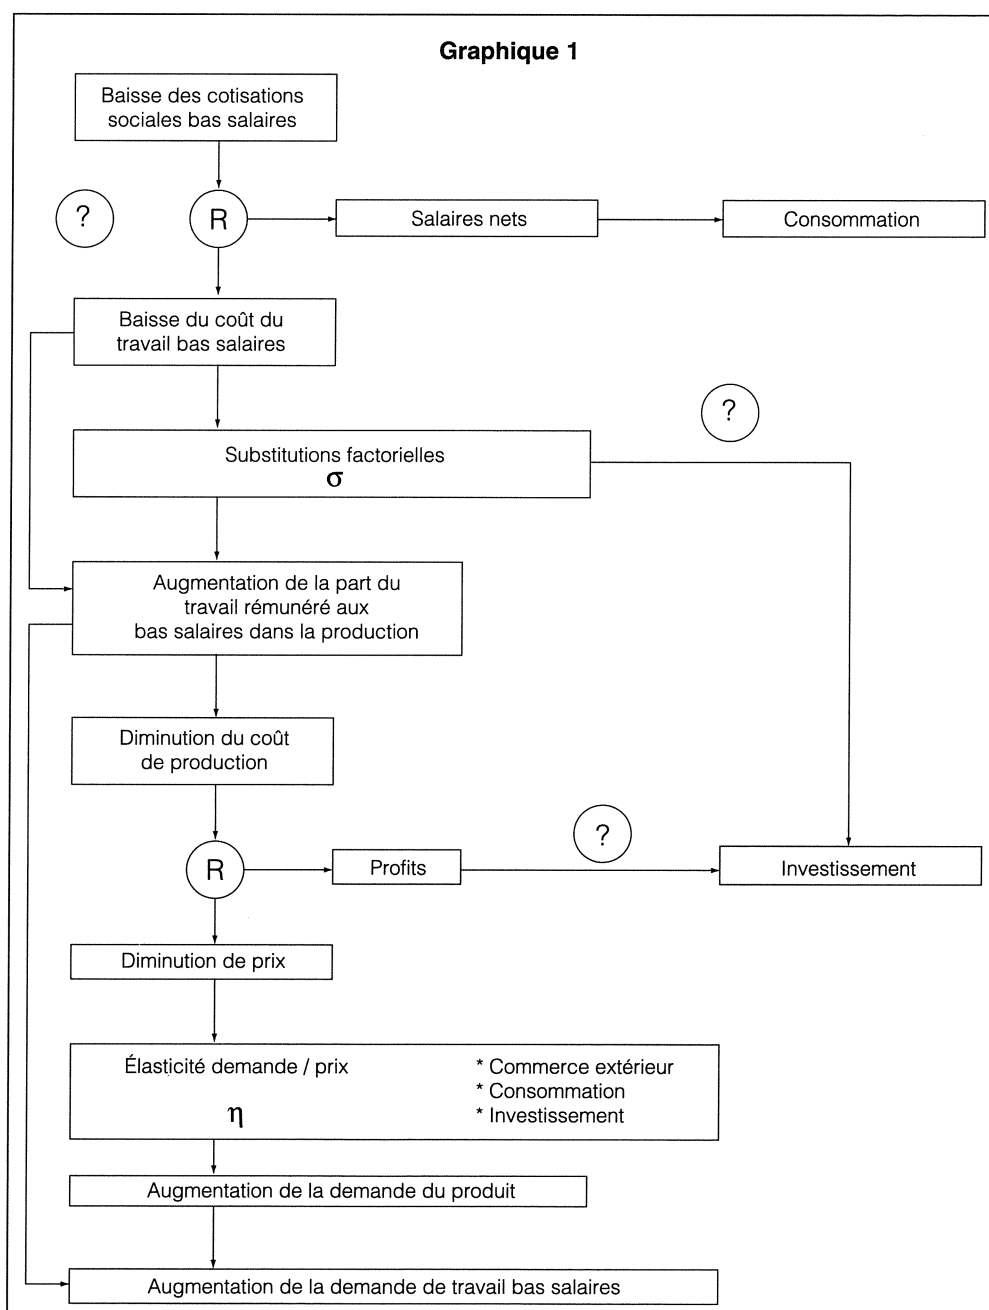 Graphique 1
Baisse des cotisations
sociales bas salaires
?
R
Salaires nets
Consommation
Baisse du coût du
travail bas salaires
?
Substitutions factorielles
σ
Augmentation de la part du
travail rémunéré aux
bas salaires dans la production
Diminution du coût
de production
?
R
Profits
Investissement
Diminution de prix
Élasticité demande / prix
* Commerce extérieur
* Consommation
η
* Investissement
Augmentation de la demande du produit
Augmentation de la demande de travail bas salaires